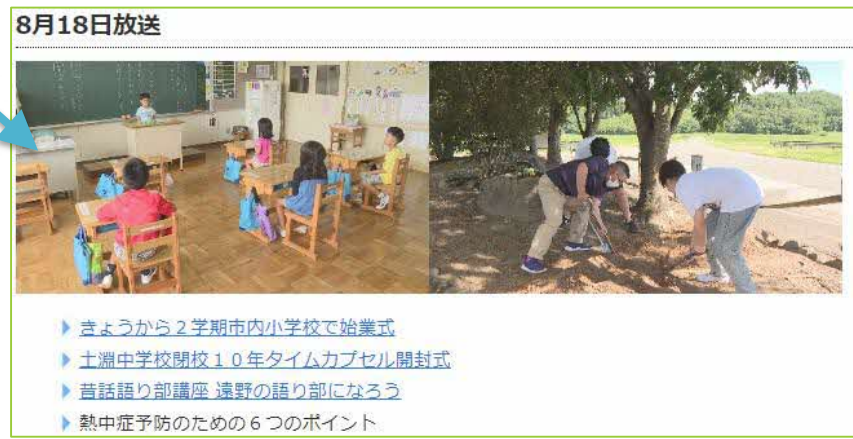 8月18日放送
きょうから２学期市内小学校で始業式
土淵中学校閉校１０年タイムカプセル開封式
昔話語り部講座 遠野の語り部になろう
熱中症予防のための６つのポイント